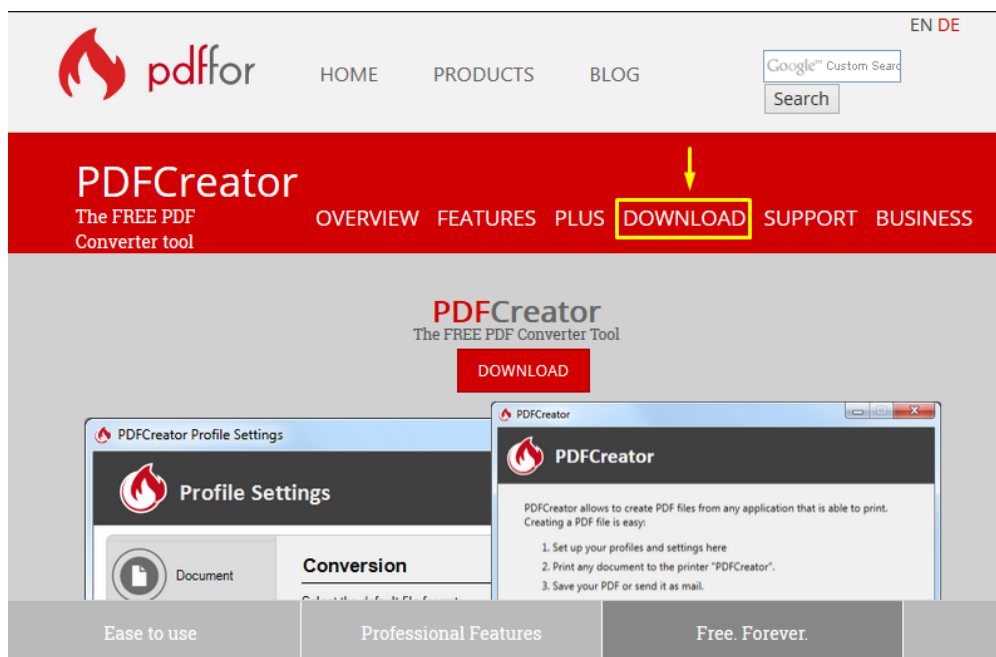 EN DE
pdffor
HOME PRODUCTS BLOG
Google™ Custom Searc
Search
PDFCreator
The FREE PDF
Converter tool
OVERVIEW FEATURES PLUS DOWNLOAD SUPPORT BUSINESS
PDFCreator
The FREE PDF Converter Tool
DOWNLOAD
PDFCreator Profile Settings
Profile Settings
Document
Conversion
PDFCreator
PDFCreator
PDFCreator allows to create PDF files from any application that is able to print.
Creating a PDF file is easy:
1. Set up your profiles and settings here
2. Print any document to the printer "PDFCreator".
3. Save your PDF or send it as mail.
Ease to use
Professional Features
Free. Forever.